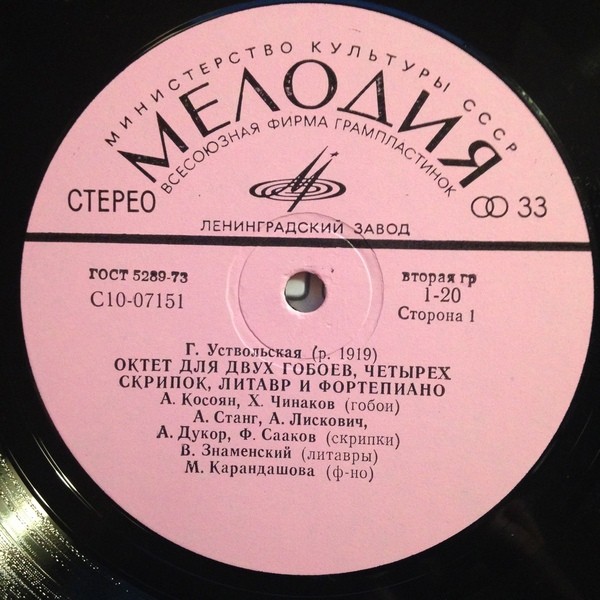 МИНИСТЕРСТВО КУЛЬТУРЫ СССР
МЕЛОДИЯ
ВСЕСОЮЗНАЯ ФИРМА ГРАМПЛАСТИНОК
СТЕРЕО
33
ЛЕНИНГРАДСКИЙ ЗАВОД
ГОСТ 5289-73
С10-07151
вторая гр
1-20
Сторона 1
Г. Уствольская (р. 1919)
ОКТЕТ ДЛЯ ДВУХ ГОБОЕВ, ЧЕТЫРЕХ
СКРИПОК, ЛИТАВР И ФОРТЕПИАНО
А. Косоян, Х. Чинаков (гобои)
А. Станг, А. Лискович,
А. Дукор, Ф. Сааков (скрипки)
В. Знаменский (литавры)
М. Карандашова (ф-но)